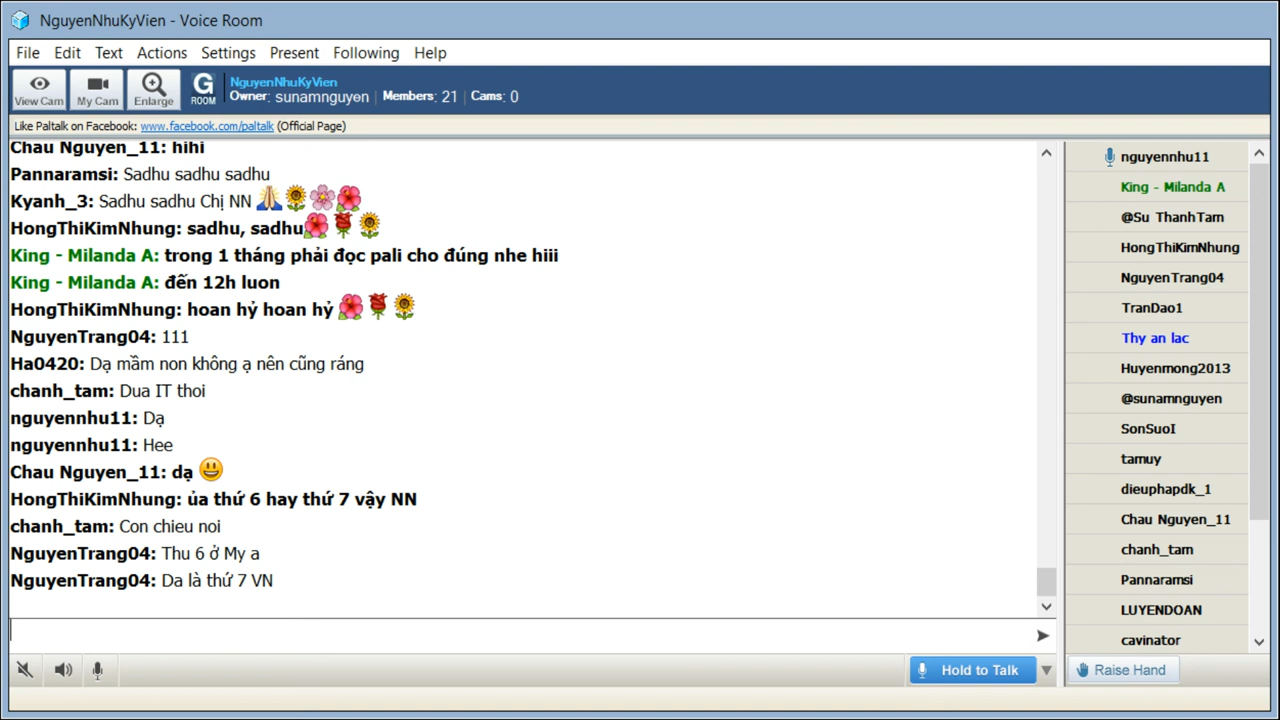 NguyenNhuKyVien - Voice Room
File Edit Text Actions Settings Present Following Help
View Cam My Cam Enlarge G ROOM
NguyenNhuKyVien
Owner: sunamnguyen | Members: 21 | Cams: 0
Like Paltalk on Facebook: www.facebook.com/paltalk (Official Page)
Chau Nguyen_11: hihi
Pannaramsi: Sadhu sadhu sadhu
Kyanh_3: Sadhu sadhu Chị NN 🙏🌻🌸🌺
HongThiKimNhung: sadhu, sadhu🌺🌹🌻
King - Milanda A: trong 1 tháng phải đọc pali cho đúng nhe hiii
King - Milanda A: đến 12h luon
HongThiKimNhung: hoan hỷ hoan hỷ 🌺🌹🌻
NguyenTrang04: 111
Ha0420: Dạ mầm non không ạ nên cũng ráng
chanh_tam: Dua IT thoi
nguyennhu11: Dạ
nguyennhu11: Hee
Chau Nguyen_11: dạ 😃
HongThiKimNhung: ủa thứ 6 hay thứ 7 vậy NN
chanh_tam: Con chieu noi
NguyenTrang04: Thu 6 ở My a
NguyenTrang04: Da là thứ 7 VN
nguyennhu11
King - Milanda A
@Su ThanhTam
HongThiKimNhung
NguyenTrang04
TranDao1
Thy an lac
Huyenmong2013
@sunamnguyen
SonSuoI
tamuy
dieuphapdk_1
Chau Nguyen_11
chanh_tam
Pannaramsi
LUYENDOAN
cavinator
Hold to Talk
Raise Hand